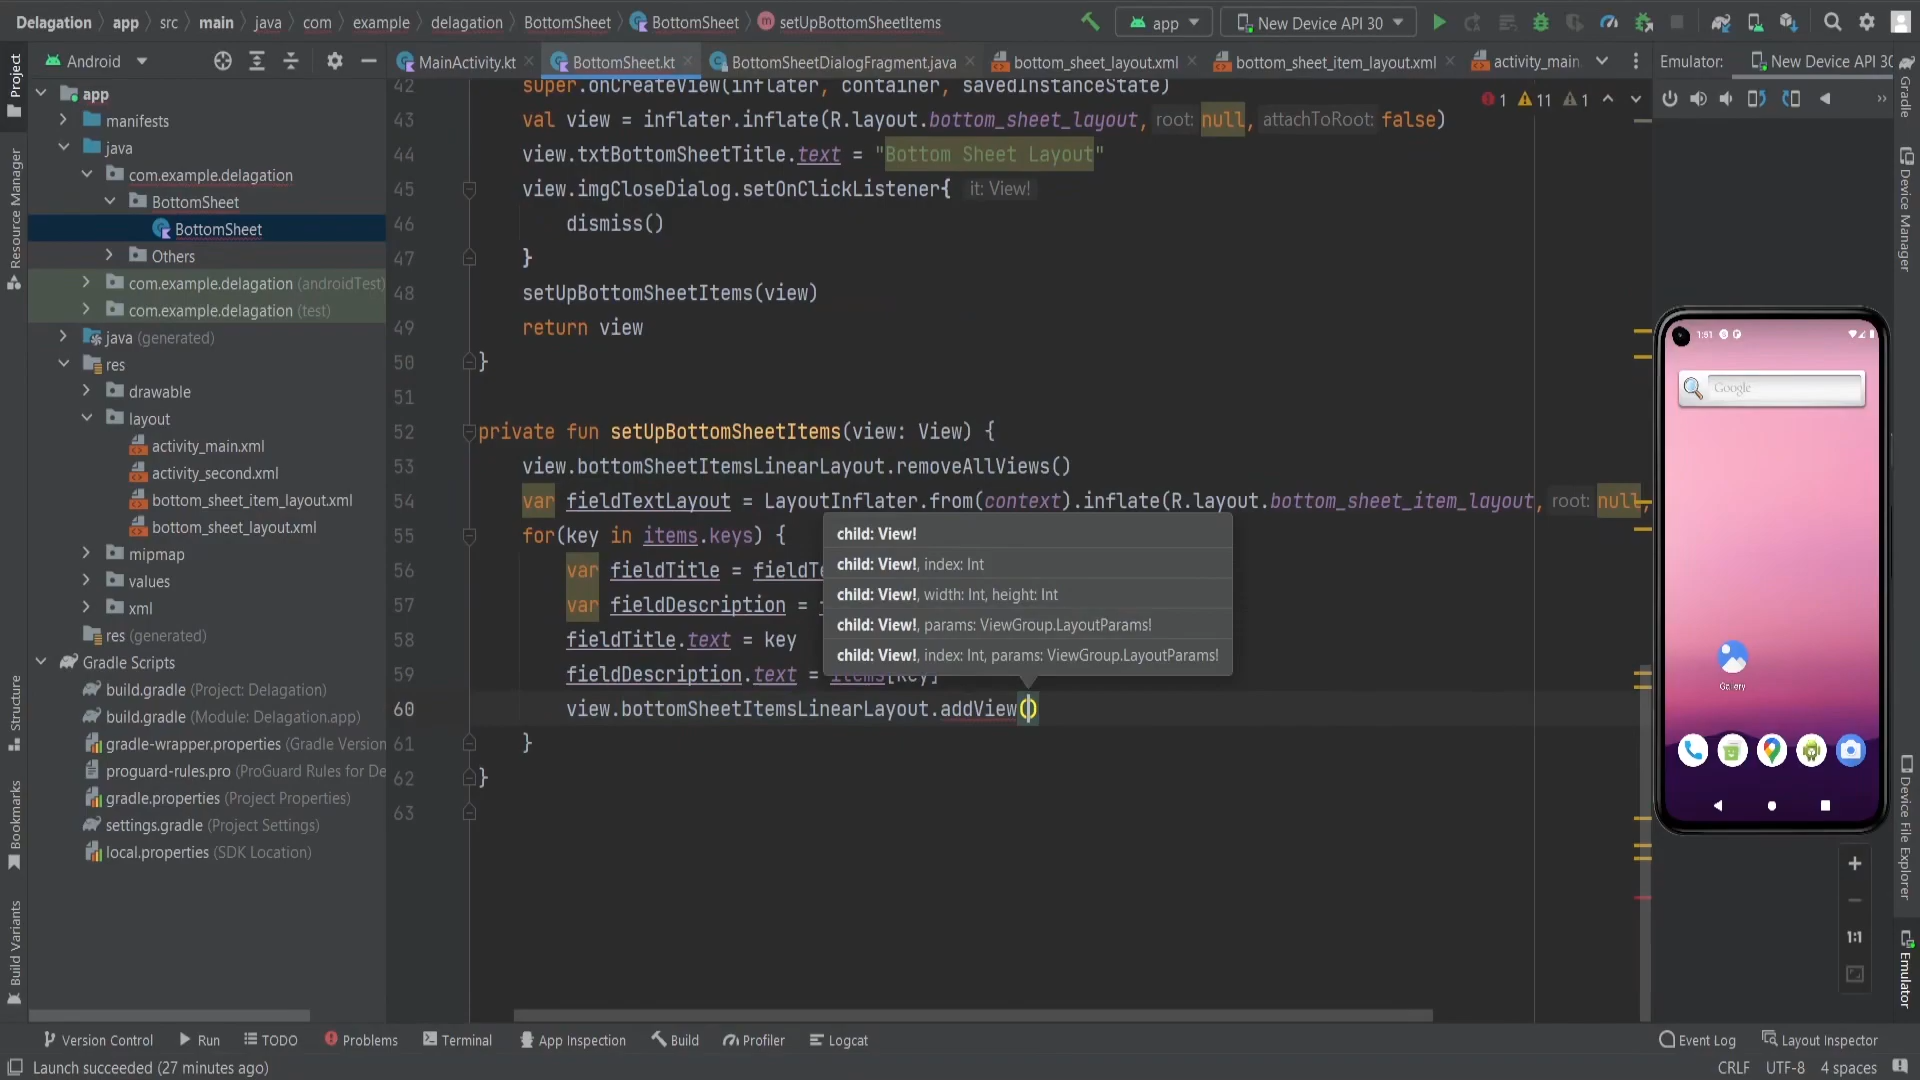 Delagation app src main java com example delagation BottomSheet BottomSheet setUpBottomSheetItems app New Device API 30
Project Android MainActivity.kt BottomSheet.kt BottomSheetDialogFragment.java bottom_sheet_layout.xml bottom_sheet_item_layout.xml activity_main. Emulator: New Device API 30
app
manifests
java
com.example.delagation
BottomSheet
BottomSheet
Others
com.example.delagation (androidTest)
com.example.delagation (test)
java (generated)
res
drawable
layout
activity_main.xml
activity_second.xml
bottom_sheet_item_layout.xml
bottom_sheet_layout.xml
mipmap
values
xml
res (generated)
Gradle Scripts
build.gradle (Project: Delagation)
build.gradle (Module: Delagation.app)
gradle-wrapper.properties (Gradle Version
proguard-rules.pro (ProGuard Rules for De
gradle.properties (Project Properties)
settings.gradle (Project Settings)
local.properties (SDK Location)
1 11 1
42 super.onCreateView(inflater, container, savedInstanceState)
43 val view = inflater.inflate(R.layout.bottom_sheet_layout, root: null, attachToRoot: false)
44 view.txtBottomSheetTitle.text = "Bottom Sheet Layout"
45 view.imgCloseDialog.setOnClickListener{ it: View!
46 dismiss()
47 }
48 setUpBottomSheetItems(view)
49 return view
50 }
51
52 private fun setUpBottomSheetItems(view: View) {
53 view.bottomSheetItemsLinearLayout.removeAllViews()
54 var fieldTextLayout = LayoutInflater.from(context).inflate(R.layout.bottom_sheet_item_layout, root: null,
55 for(key in items.keys) {
56 var fieldTitle = fieldTe
57 var fieldDescription =
58 fieldTitle.text = key
59 fieldDescription.text = items[key]
60 view.bottomSheetItemsLinearLayout.addView()
61 }
62 }
63
child: View!
child: View!, index: Int
child: View!, width: Int, height: Int
child: View!, params: ViewGroup.LayoutParams!
child: View!, index: Int, params: ViewGroup.LayoutParams!
1:51
Google
Gallery
1:1
Resource Manager
Structure
Bookmarks
Build Variants
Gradle
Device Manager
Device File Explorer
Emulator
Version Control Run TODO Problems Terminal App Inspection Build Profiler Logcat Event Log Layout Inspector
Launch succeeded (27 minutes ago) CRLF UTF-8 4 spaces